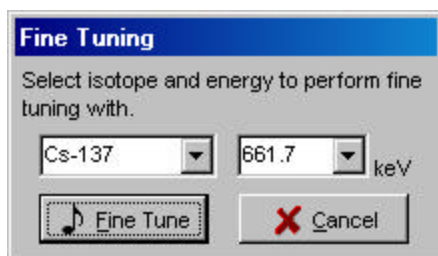 Fine Tuning
Select isotope and energy to perform fine
tuning with.
Cs-137 661.7 keV
Fine Tune Cancel